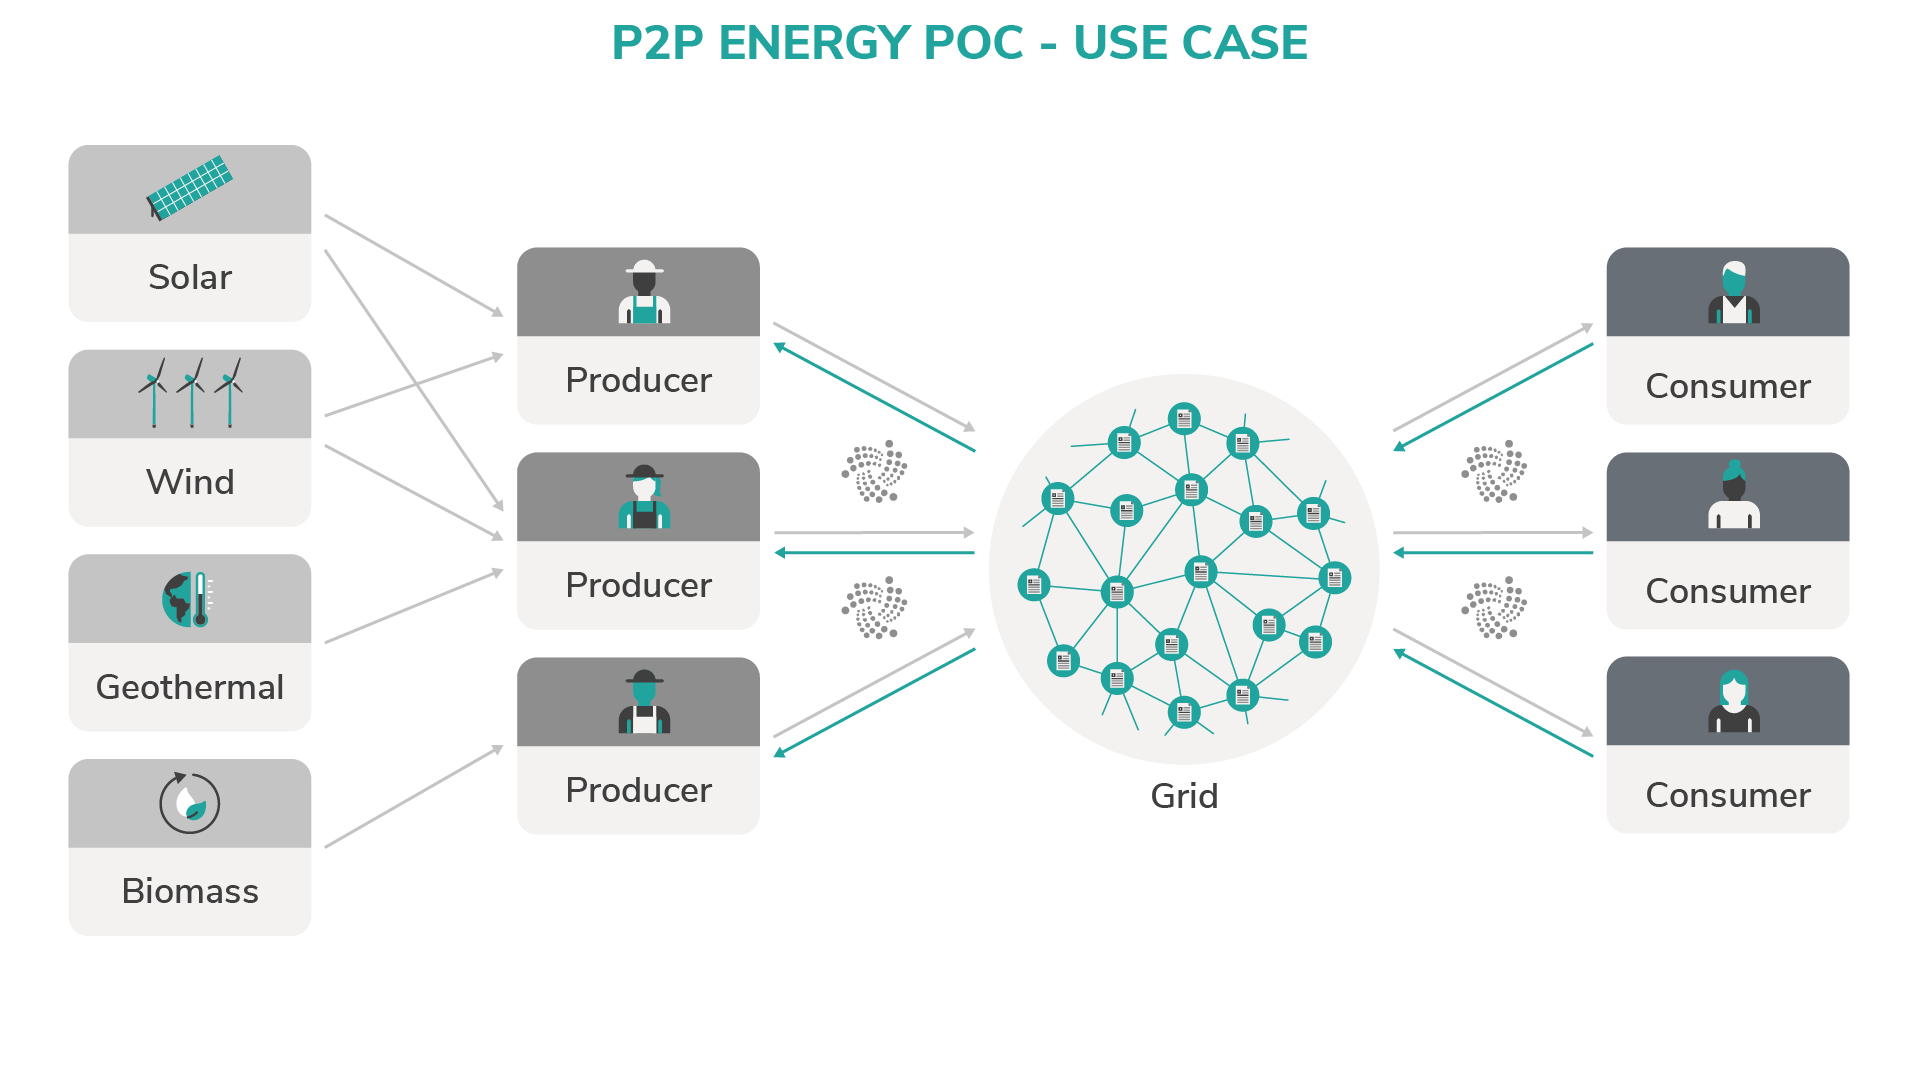 P2P ENERGY POC - USE CASE
Solar
Wind
Geothermal
Biomass
Producer
Producer
Producer
Grid
Consumer
Consumer
Consumer